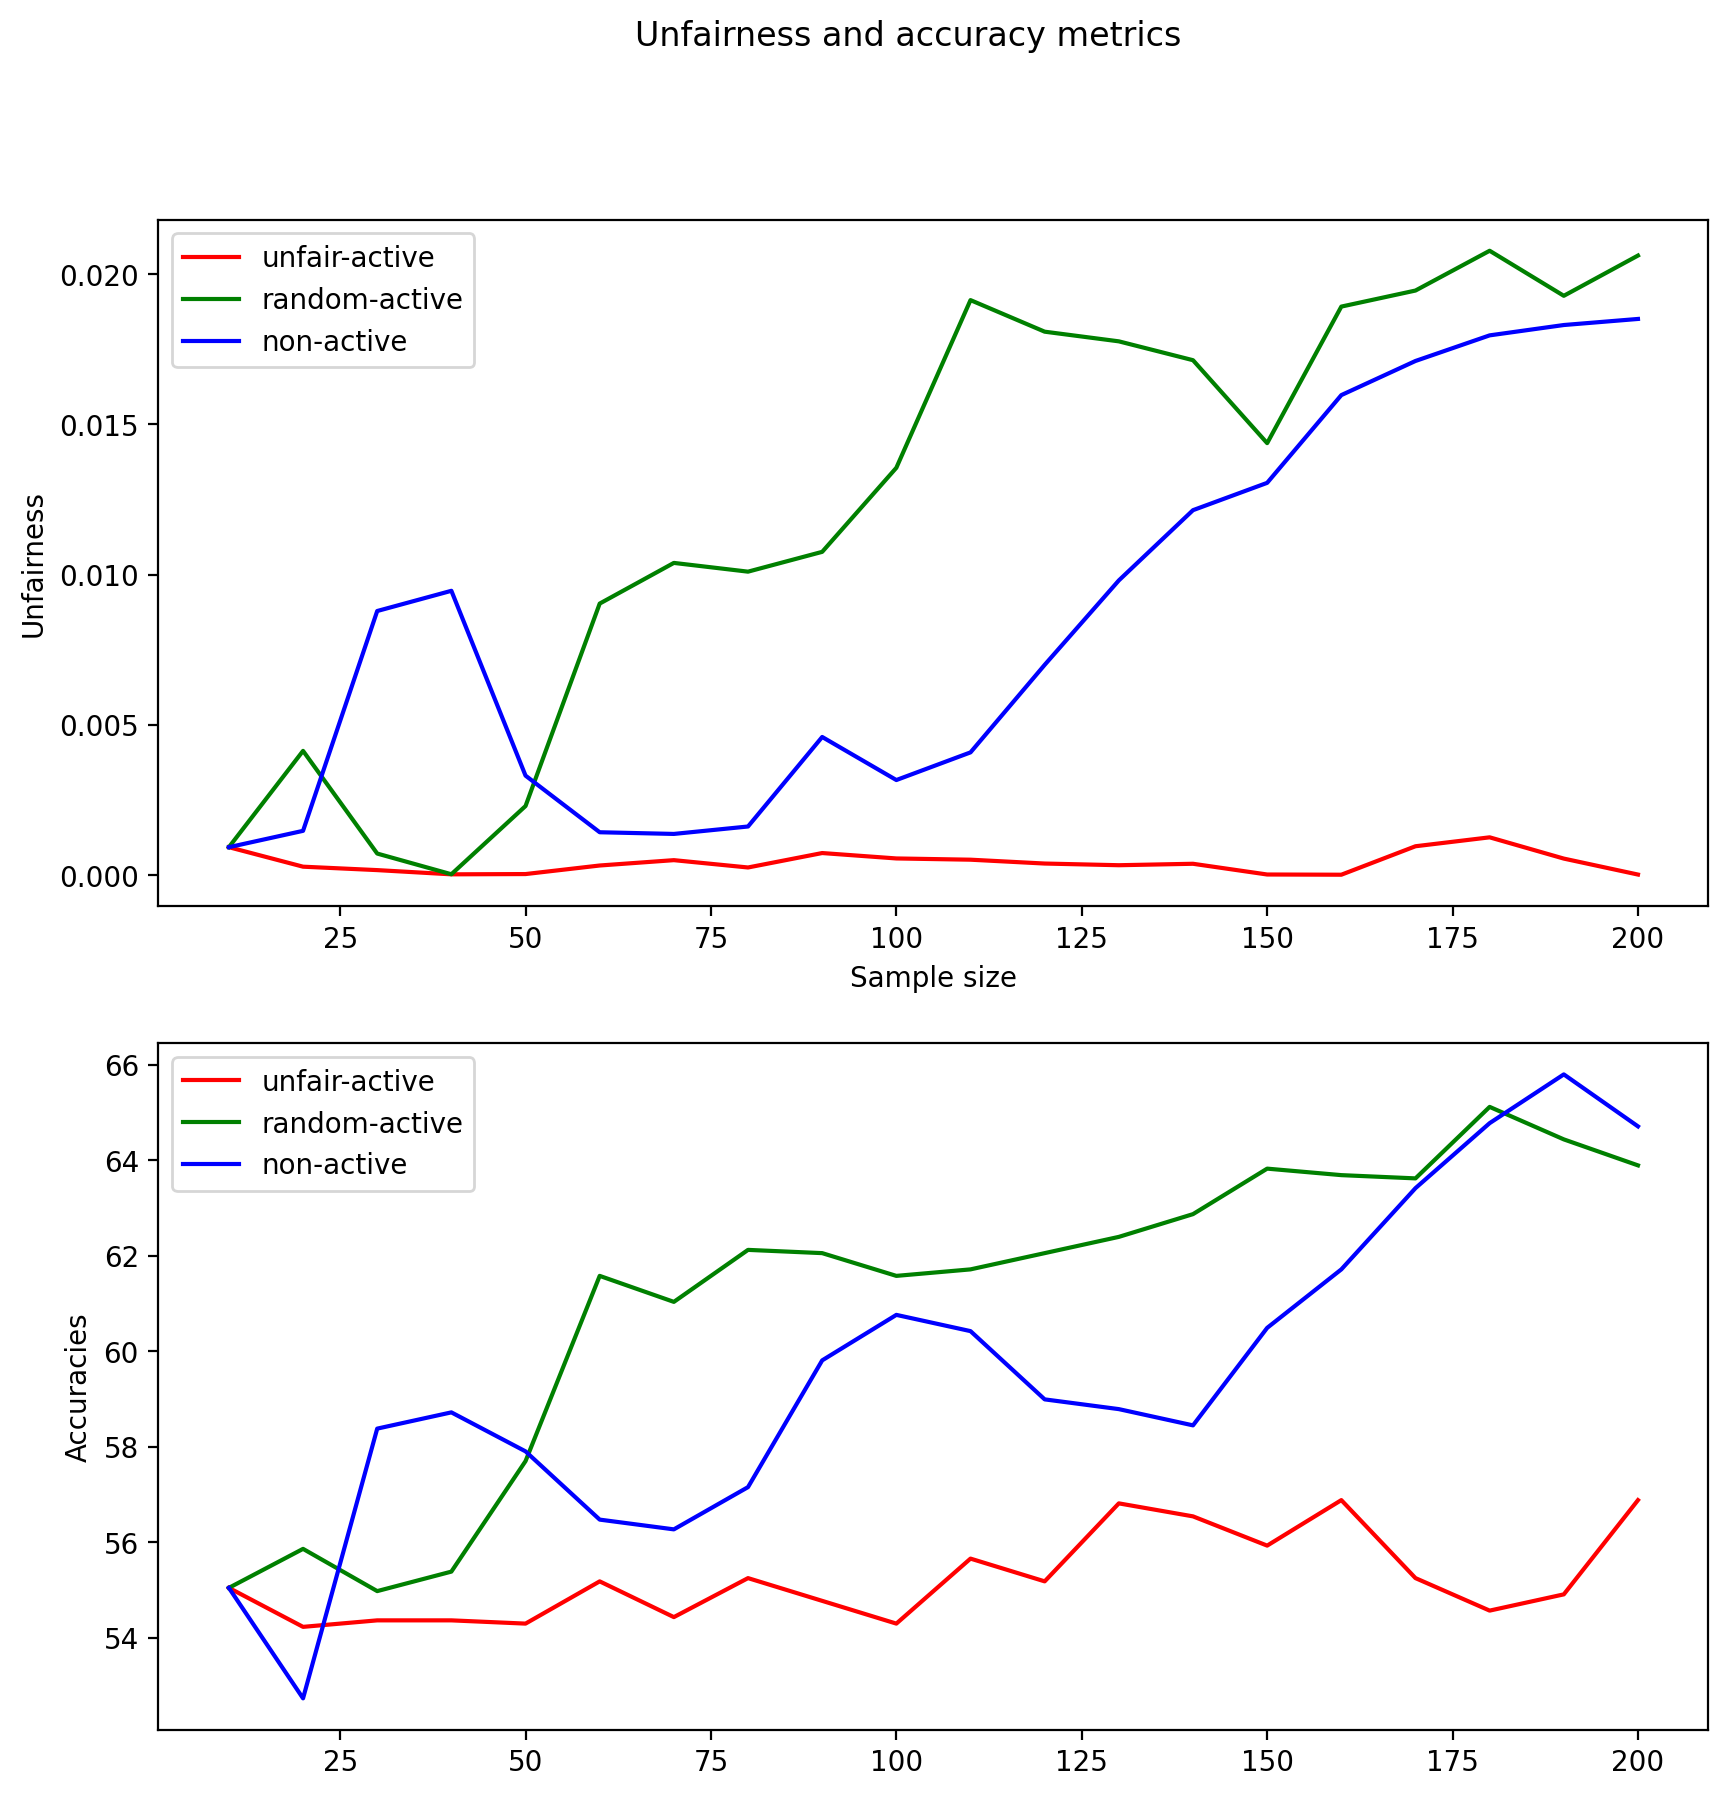 Unfairness and accuracy metrics
unfair-active
random-active
non-active
0.020
0.015
0.010
0.005
0.000
Unfairness
25 50 75 100 125 150 175 200
Sample size
unfair-active
random-active
non-active
66
64
62
60
58
56
54
Accuracies
25 50 75 100 125 150 175 200